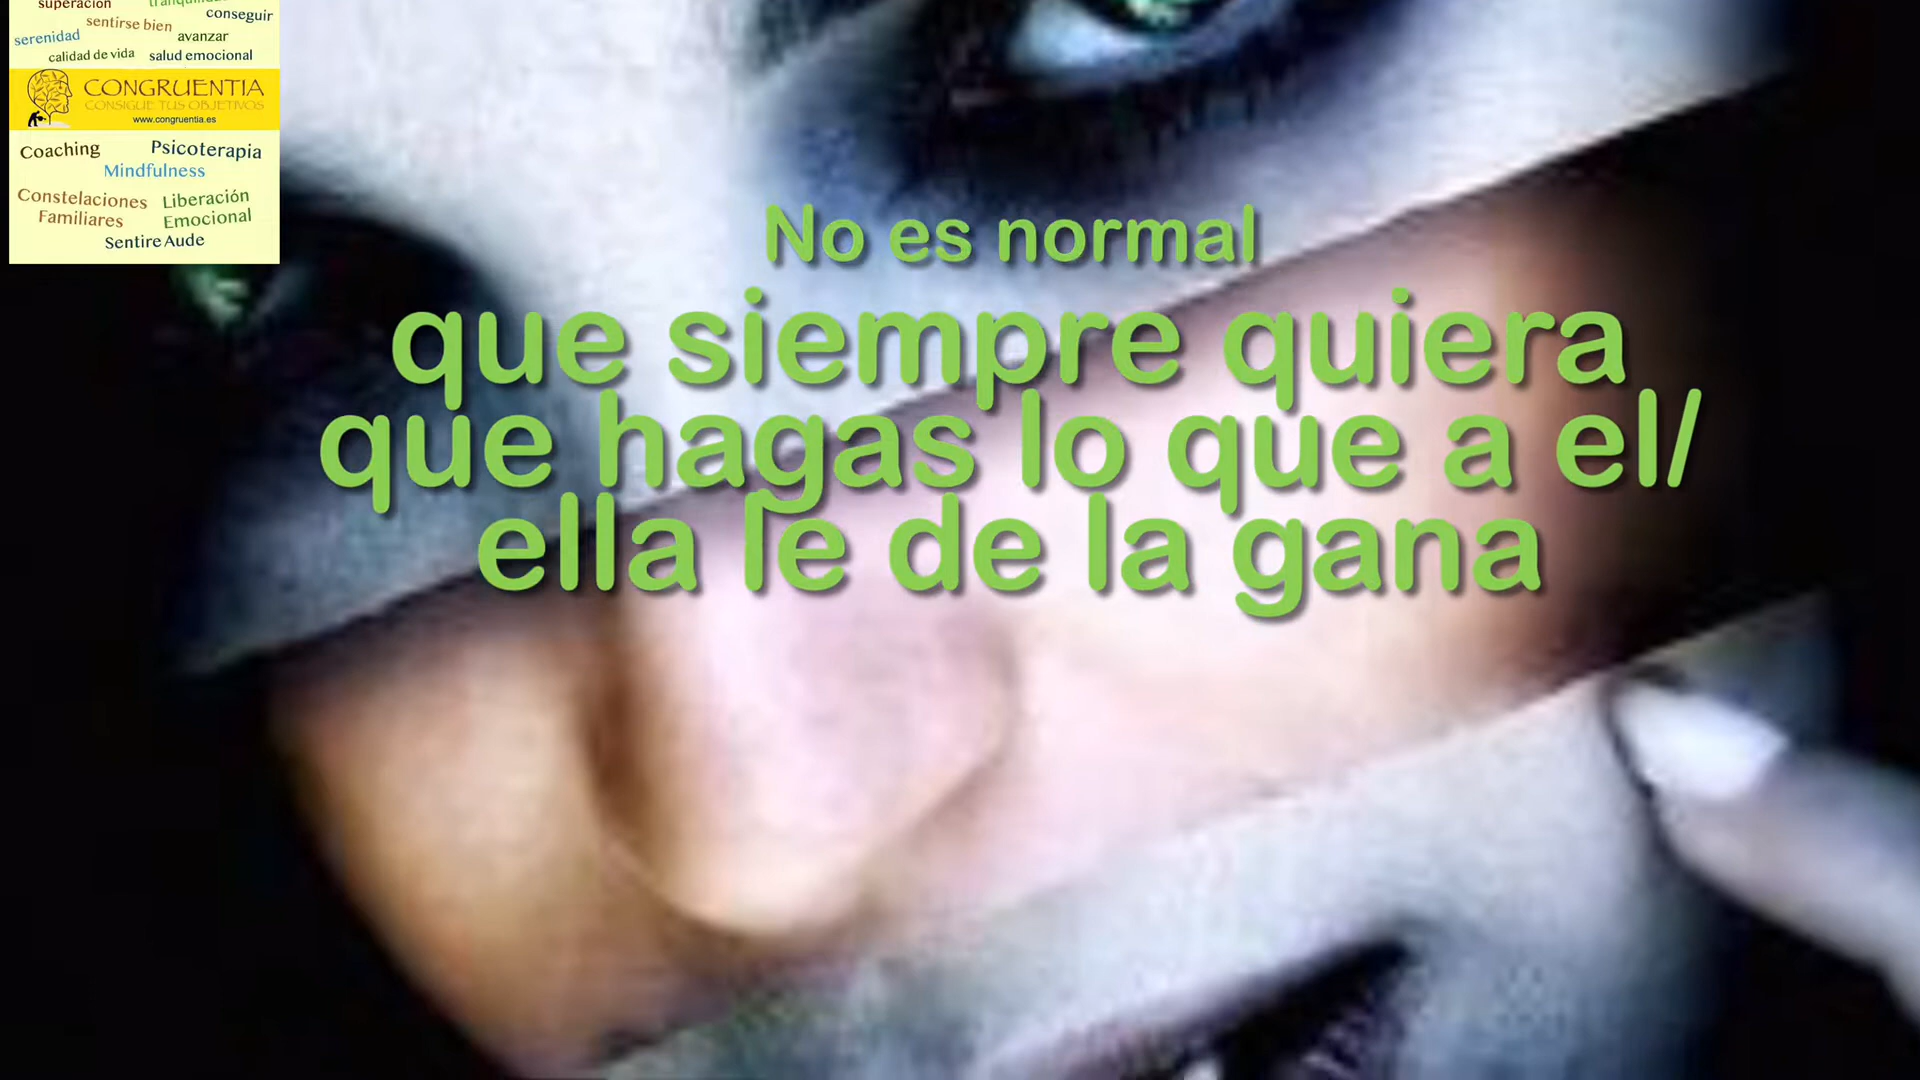 superación
conseguir
sentirse bien
serenidad
avanzar
calidad de vida
salud emocional
CONGRUENTIA
CONSIGUE TUS OBJETIVOS
www.congruentia.es
Coaching
Psicoterapia
Mindfulness
Constelaciones
Familiares
Liberación
Emocional
Sentire Aude
No es normal
que siempre quiera
que hagas lo que a el/
ella le de la gana